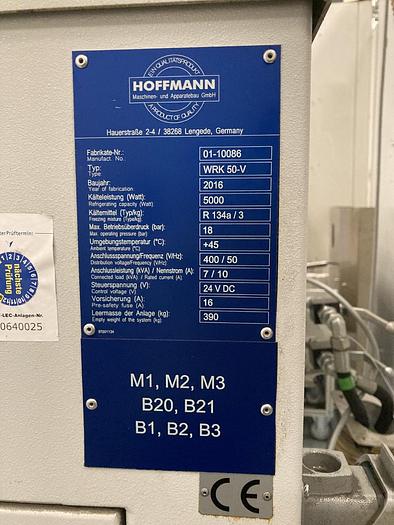 EIN QUALITÄTSPRODUKT
HOFFMANN
Maschinen- und Apparatebau GmbH
A PRODUCT OF QUALITY
Hauerstraße 2-4 / 38268 Lengede, Germany
Fabrikate-Nr.: 01-10086
Manufact. No.
Typ: WRK 50-V
Type
Baujahr: 2016
Year of fabrication
Kälteleistung (Watt): 5000
Refrigerating capacity (Watt)
Kältemittel (Typ/kg): R 134a / 3
Freezing mixture (Type/kg)
Max. Betriebsüberdruck (bar): 18
Max. operating pressure (bar)
Umgebungstemperatur (°C): +45
Ambient temperature (°C)
Anschlussspannung/Frequenz (V/Hz): 400 / 50
Distribution voltage/Frequency (V/Hz)
Anschlussleistung (kVA) / Nennstrom (A): 7 / 10
Connected load (kVA) / Rated current (A)
Steuerspannung (V): 24 V DC
Control voltage (V)
Vorsicherung (A): 16
Pre-safety fuse (A)
Leermasse der Anlage (kg): 390
Empty weight of the system (kg)
M1, M2, M3
B20, B21
B1, B2, B3
CE
nächste
Prüfung
-LEC-Anlagen-Nr.
0640025